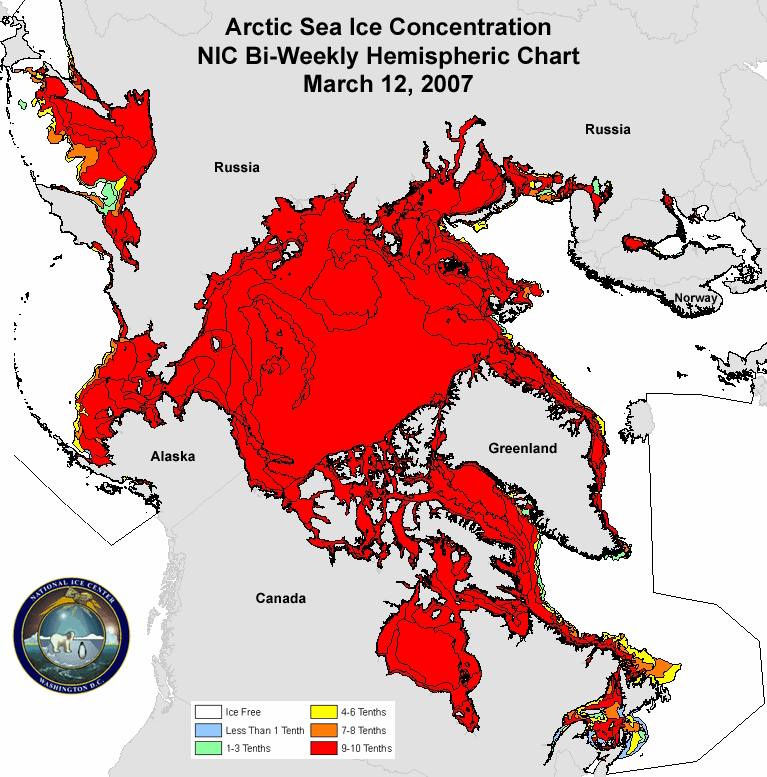 Arctic Sea Ice Concentration
NIC Bi-Weekly Hemispheric Chart
March 12, 2007
Russia
Russia
Norway
Greenland
Alaska
Canada
NATIONAL ICE CENTER
WASHINGTON D.C.
Ice Free
Less Than 1 Tenth
1-3 Tenths
4-6 Tenths
7-8 Tenths
9-10 Tenths